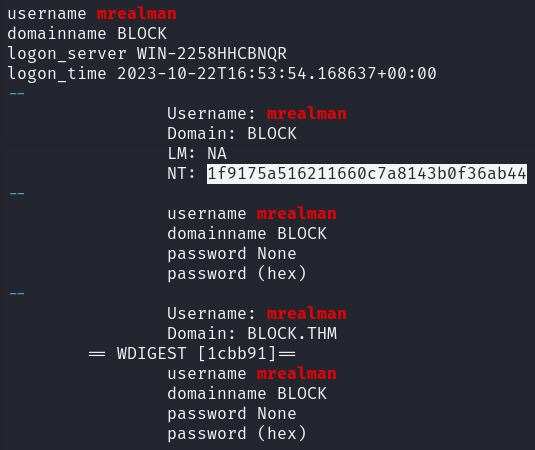 username mrealman
domainname BLOCK
logon_server WIN-2258HHCBNQR
logon_time 2023-10-22T16:53:54.168637+00:00
--
Username: mrealman
Domain: BLOCK
LM: NA
NT: 1f9175a516211660c7a8143b0f36ab44
--
username mrealman
domainname BLOCK
password None
password (hex)
--
Username: mrealman
Domain: BLOCK.THM
== WDIGEST [1cbb91]==
username mrealman
domainname BLOCK
password None
password (hex)